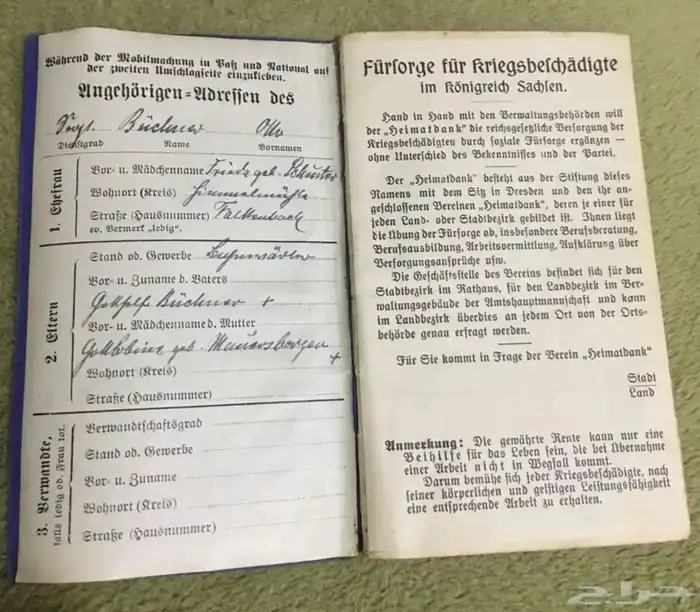 Während der Mobilmachung in Paß und National auf
der zweiten Umschlagseite einzukleben.
Angehörigen=Adressen des
Büchner Otto
Dienstgrad Name Vornamen
1. Ehefrau
Vor- u. Mädchenname Frieda geb. Schuster
Wohnort (Kreis) Himmelmühle
Straße (Hausnummer) Falkenbach
ev. Vermerk „ledig".
2. Eltern
Stand od. Gewerbe
Vor- u. Zuname d. Vaters
Gotthelf Büchner +
Vor- u. Mädchenname d. Mutter
geb. +
Wohnort (Kreis)
Straße (Hausnummer)
3. Verwandte,
falls ledig od. Frau tot.
Verwandtschaftsgrad
Stand od. Gewerbe
Vor- u. Zuname
Wohnort (Kreis)
Straße (Hausnummer)
Fürsorge für Kriegsbeschädigte
im Königreich Sachsen.
Hand in Hand mit den Verwaltungsbehörden will
der „Heimatdank" die reichsgesetzliche Versorgung der
Kriegsbeschädigten durch soziale Fürsorge ergänzen —
ohne Unterschied des Bekenntnisses und der Partei.
Der „Heimatdank" besteht aus der Stiftung dieses
Namens mit dem Sitz in Dresden und den ihr an-
geschlossenen Vereinen „Heimatdank", deren je einer für
jeden Land- oder Stadtbezirk gebildet ist. Ihnen liegt
die Übung der Fürsorge ob, insbesondere Berufsberatung,
Berufsausbildung, Arbeitsvermittlung, Aufklärung über
Versorgungsansprüche usw.
Die Geschäftsstelle des Vereins befindet sich für den
Stadtbezirk im Rathaus, für den Landbezirk im Ver-
waltungsgebäude der Amtshauptmannschaft und kann
im Landbezirk überdies an jedem Ort von der Orts-
behörde genau erfragt werden.
Für Sie kommt in Frage der Verein „Heimatdank"
Stadt
Land
Anmerkung: Die gewährte Rente kann nur eine
Beihilfe für das Leben sein, die bei Übernahme
einer Arbeit nicht in Wegfall kommt.
Darum bemühe sich jeder Kriegsbeschädigte, nach
seiner körperlichen und geistigen Leistungsfähigkeit
eine entsprechende Arbeit zu erhalten.
حراج